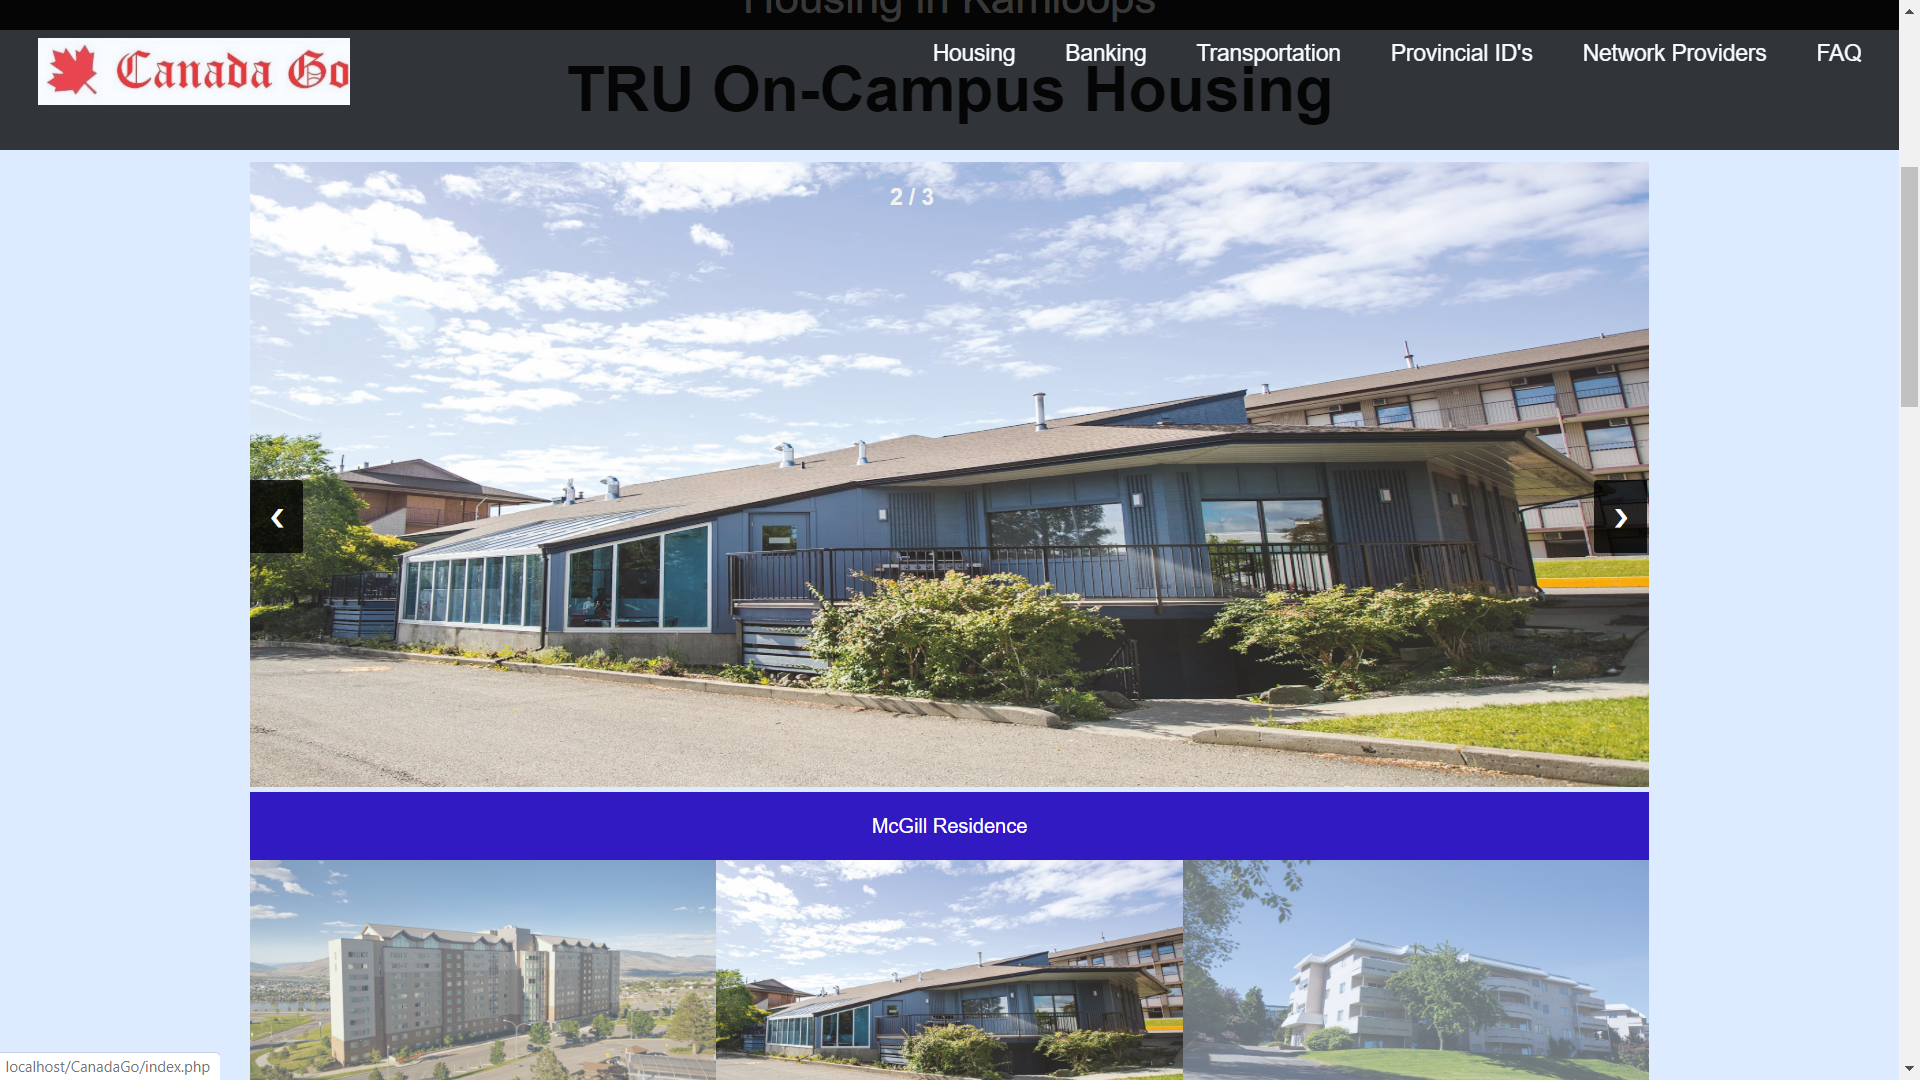 Housing in Kamloops
Canada Go
Housing
Banking
Transportation
Provincial ID's
Network Providers
FAQ
TRU On-Campus Housing
2 / 3
❮
❯
McGill Residence
localhost/CanadaGo/index.php